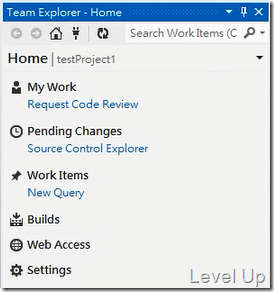 Team Explorer - Home
Search Work Items (C
Home | testProject1
My Work
Request Code Review
Pending Changes
Source Control Explorer
Work Items
New Query
Builds
Web Access
Settings
Level Up